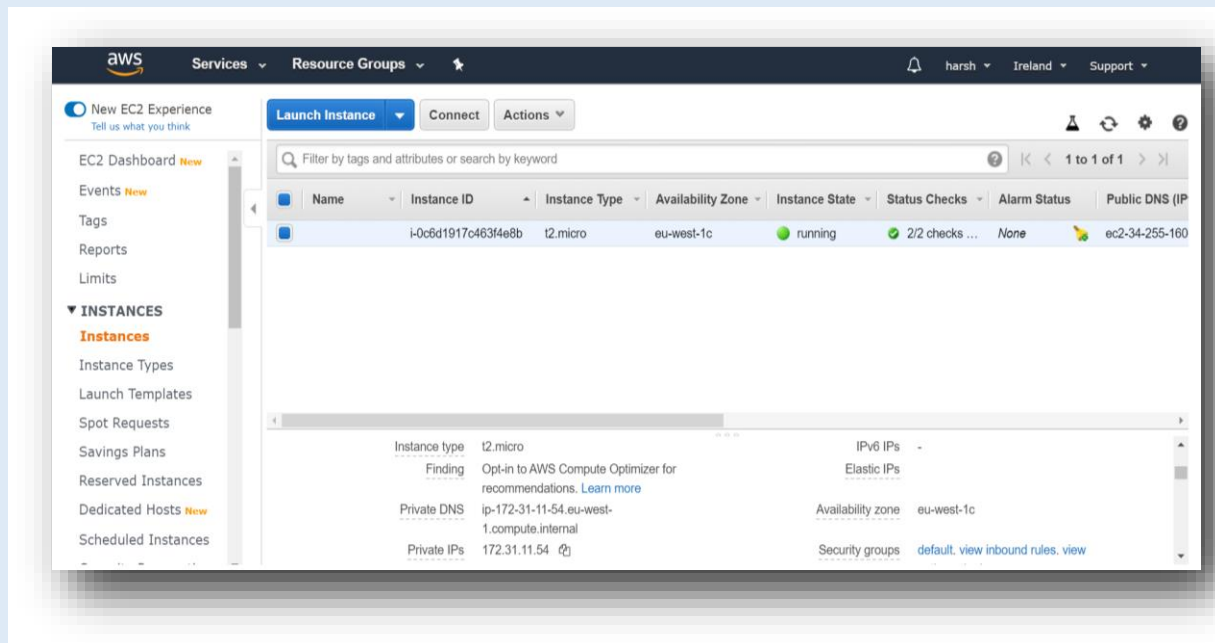 aws Services Resource Groups harsh Ireland Support
New EC2 Experience
Tell us what you think
EC2 Dashboard New
Events New
Tags
Reports
Limits
INSTANCES
Instances
Instance Types
Launch Templates
Spot Requests
Savings Plans
Reserved Instances
Dedicated Hosts New
Scheduled Instances
Launch Instance Connect Actions
Filter by tags and attributes or search by keyword 1 to 1 of 1
Name Instance ID Instance Type Availability Zone Instance State Status Checks Alarm Status Public DNS (IP
i-0c6d1917c463f4e8b t2.micro eu-west-1c running 2/2 checks ... None ec2-34-255-160
Instance type t2.micro
Finding Opt-in to AWS Compute Optimizer for
recommendations. Learn more
Private DNS ip-172-31-11-54.eu-west-
1.compute.internal
Private IPs 172.31.11.54
IPv6 IPs -
Elastic IPs
Availability zone eu-west-1c
Security groups default. view inbound rules. view